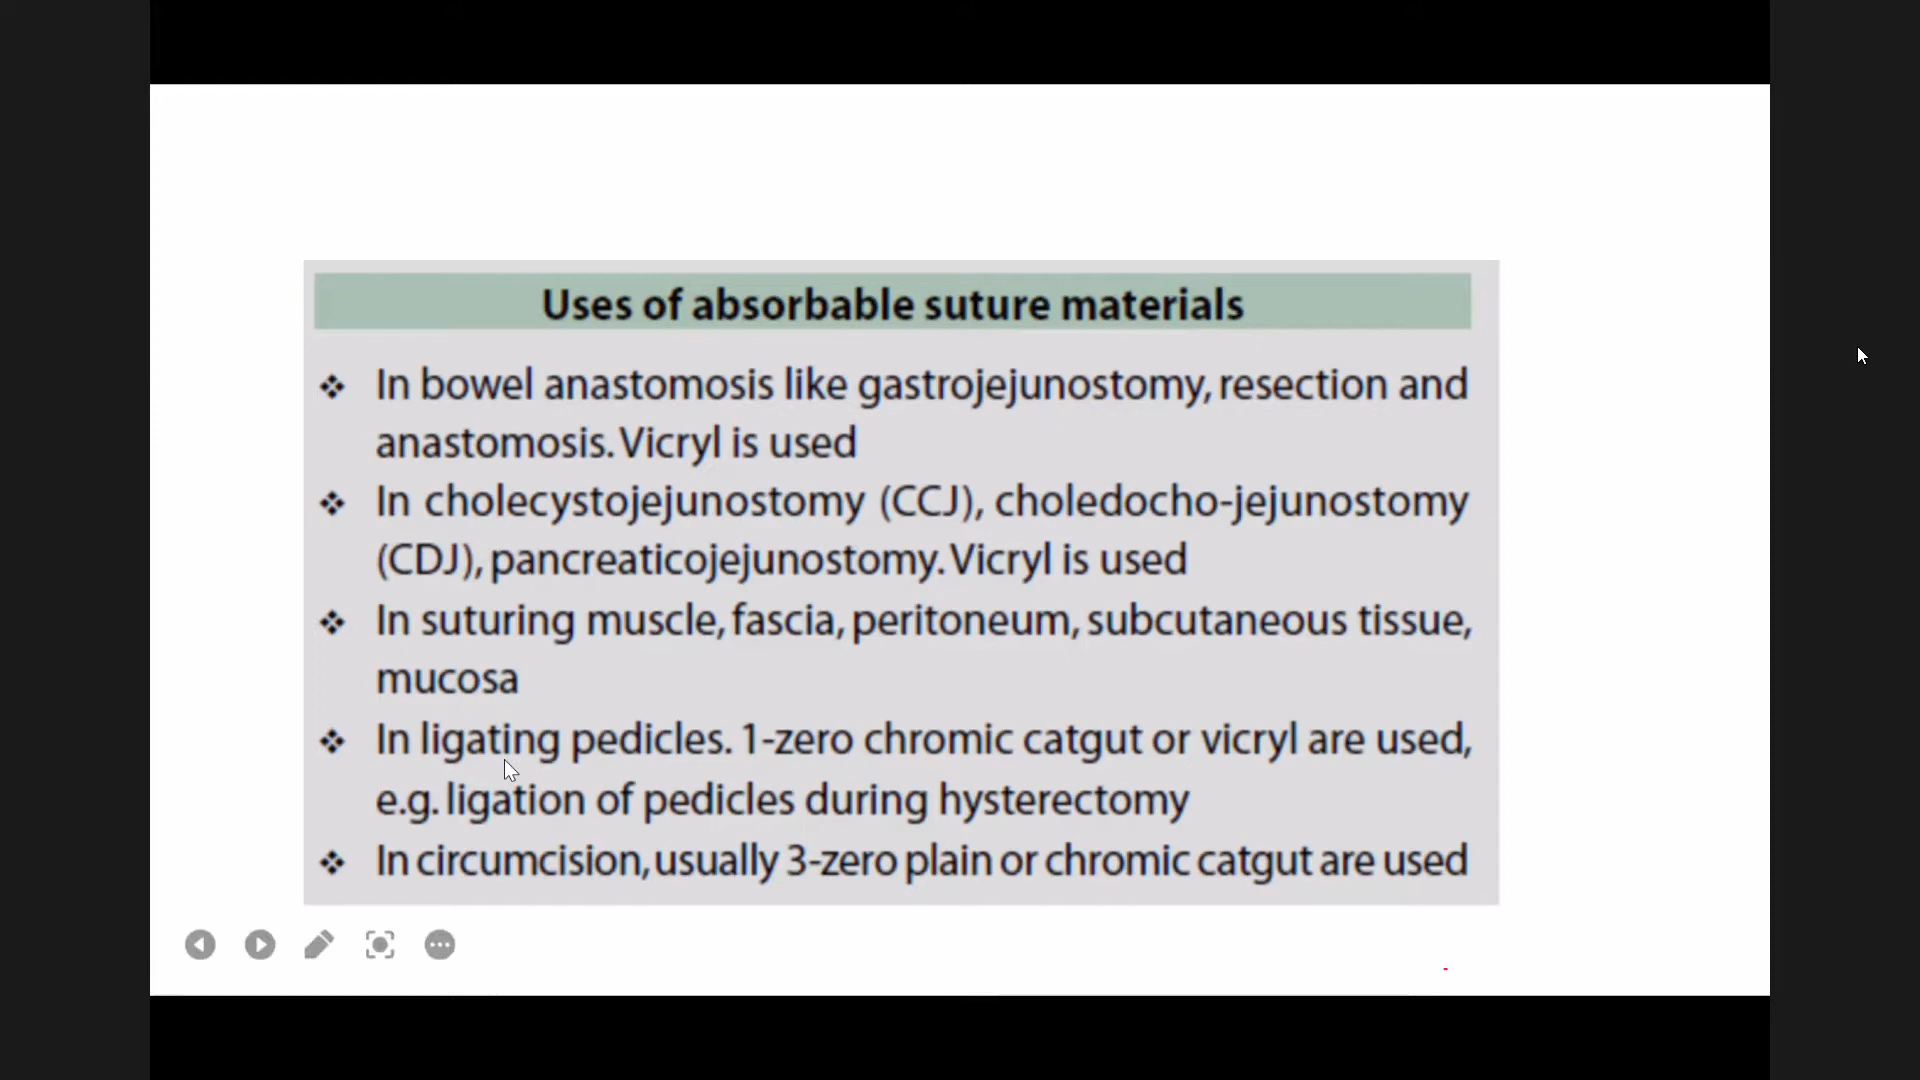 Uses of absorbable suture materials
❖ In bowel anastomosis like gastrojejunostomy, resection and
anastomosis. Vicryl is used
❖ In cholecystojejunostomy (CCJ), choledocho-jejunostomy
(CDJ), pancreaticojejunostomy. Vicryl is used
❖ In suturing muscle, fascia, peritoneum, subcutaneous tissue,
mucosa
❖ In ligating pedicles. 1-zero chromic catgut or vicryl are used,
e.g. ligation of pedicles during hysterectomy
❖ In circumcision, usually 3-zero plain or chromic catgut are used